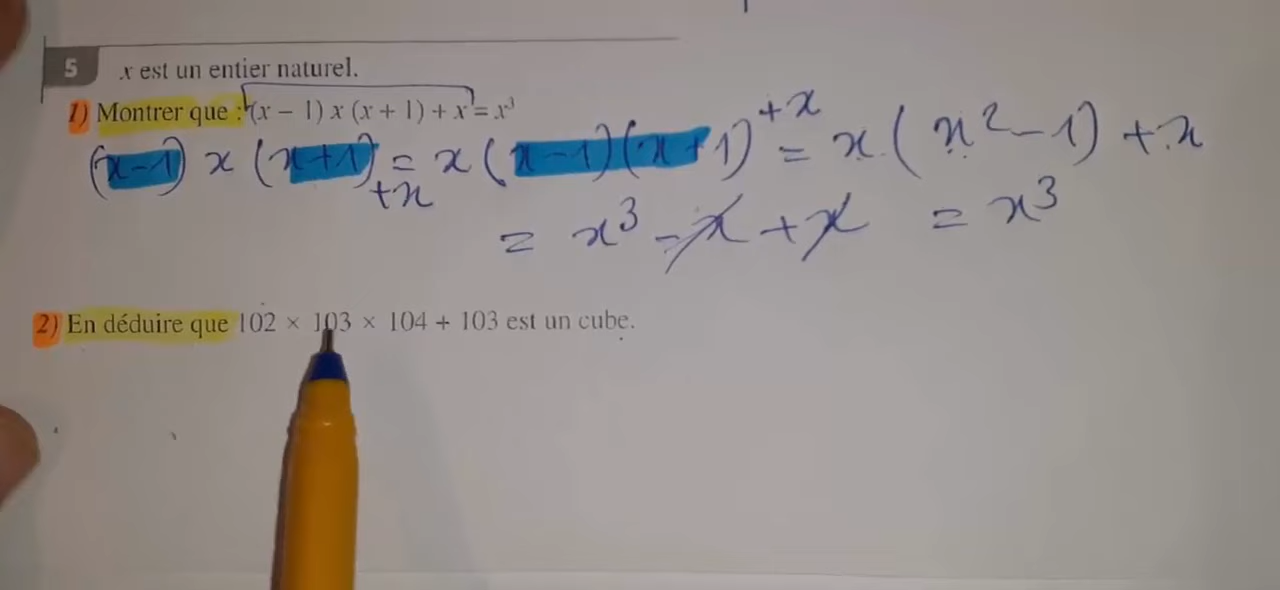 5 x est un entier naturel.
1) Montrer que : (x – 1) x (x + 1) + x = x³
(x-1) x (x+1) + x = x (x-1)(x+1) + x = x (x² - 1) + x
= x³ - x + x = x³
2) En déduire que 102 × 103 × 104 + 103 est un cube.